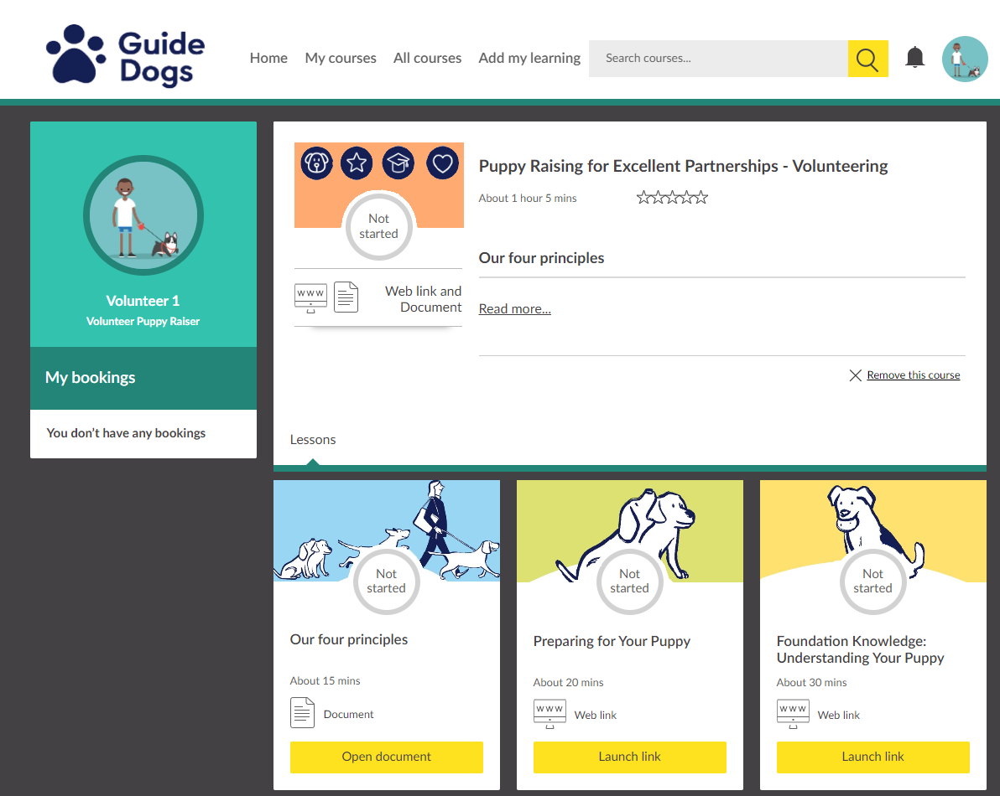 Guide
Dogs
Home My courses All courses Add my learning Search courses...
Volunteer 1
Volunteer Puppy Raiser
My bookings
You don't have any bookings
Not
started
www
Web link and
Document
Puppy Raising for Excellent Partnerships - Volunteering
About 1 hour 5 mins
Our four principles
Read more...
Remove this course
Lessons
Not
started
Our four principles
About 15 mins
Document
Open document
Not
started
Preparing for Your Puppy
About 20 mins
www
Web link
Launch link
Not
started
Foundation Knowledge:
Understanding Your Puppy
About 30 mins
www
Web link
Launch link